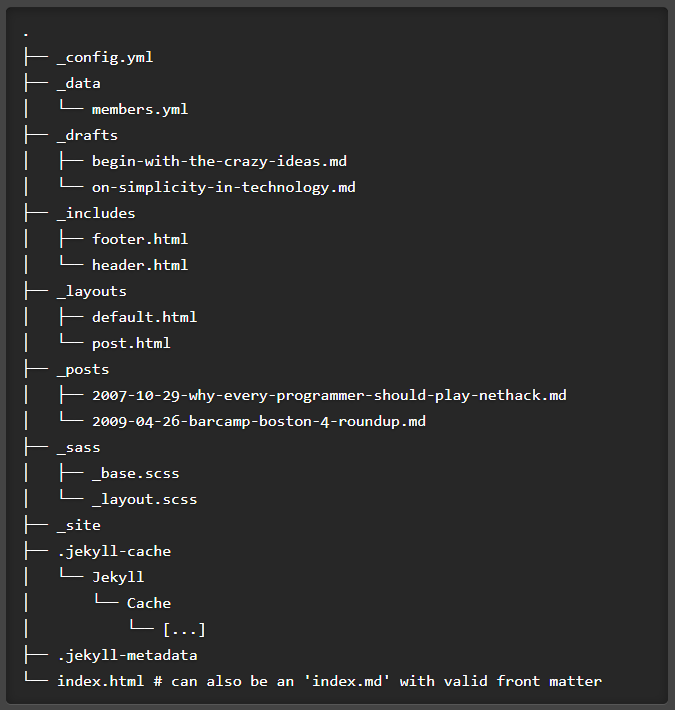 .
├── _config.yml
├── _data
│   └── members.yml
├── _drafts
│   ├── begin-with-the-crazy-ideas.md
│   └── on-simplicity-in-technology.md
├── _includes
│   ├── footer.html
│   └── header.html
├── _layouts
│   ├── default.html
│   └── post.html
├── _posts
│   ├── 2007-10-29-why-every-programmer-should-play-nethack.md
│   └── 2009-04-26-barcamp-boston-4-roundup.md
├── _sass
│   ├── _base.scss
│   └── _layout.scss
├── _site
├── .jekyll-cache
│   └── Jekyll
│       └── Cache
│           └── [...]
├── .jekyll-metadata
└── index.html # can also be an 'index.md' with valid front matter